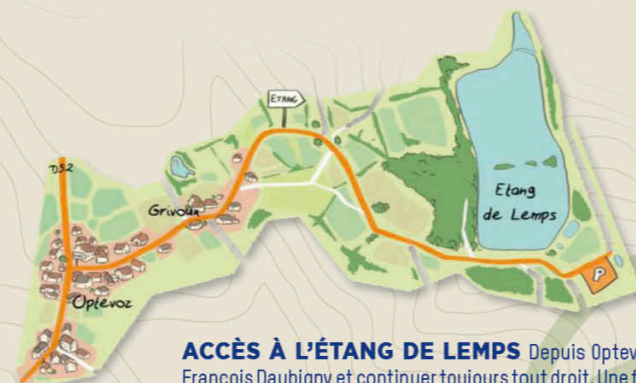 ETANG
D52
Grivoux
Etang
de Lemps
P
Optevoz
ACCÈS À L'ÉTANG DE LEMPS Depuis Optev
François Daubigny et continuer toujours tout droit. Une f